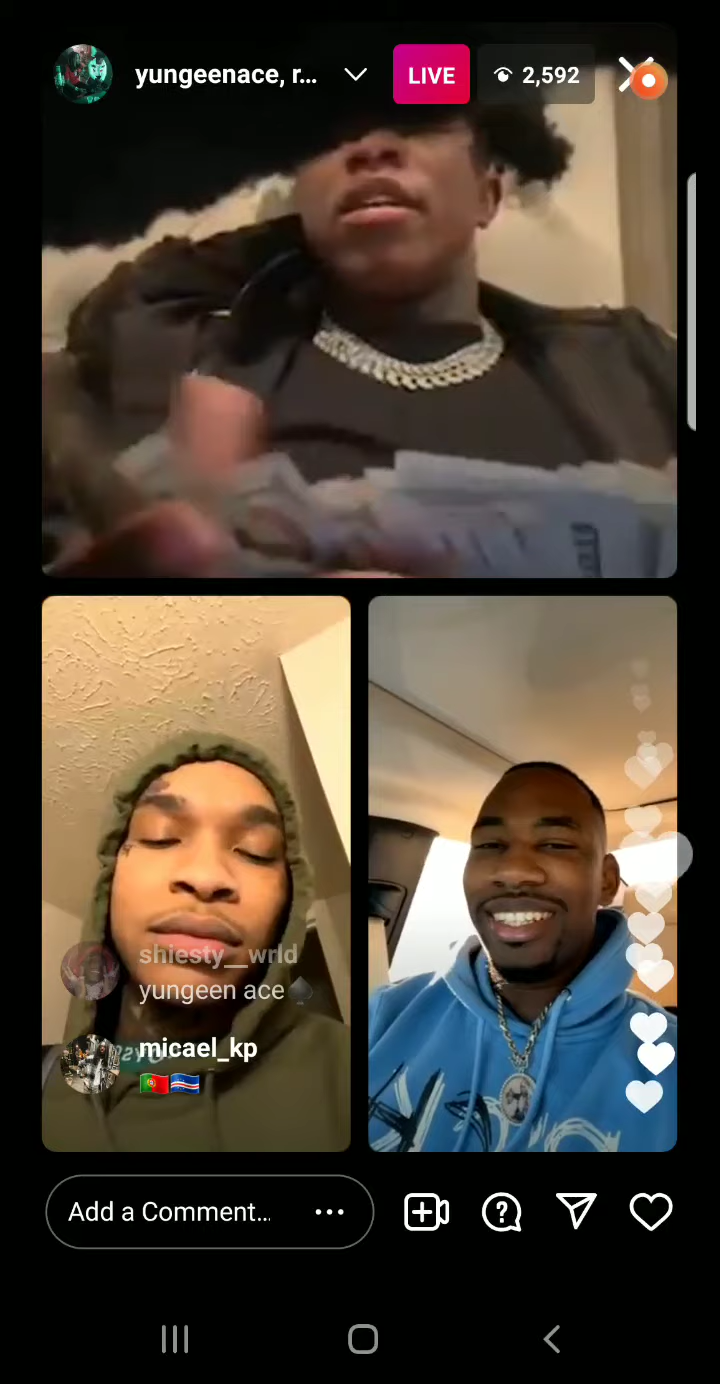 yungeenace, r...
LIVE
2,592
shiesty__wrld
yungeen ace♠️
micael_kp
🇵🇹🇨🇻
Add a Comment...